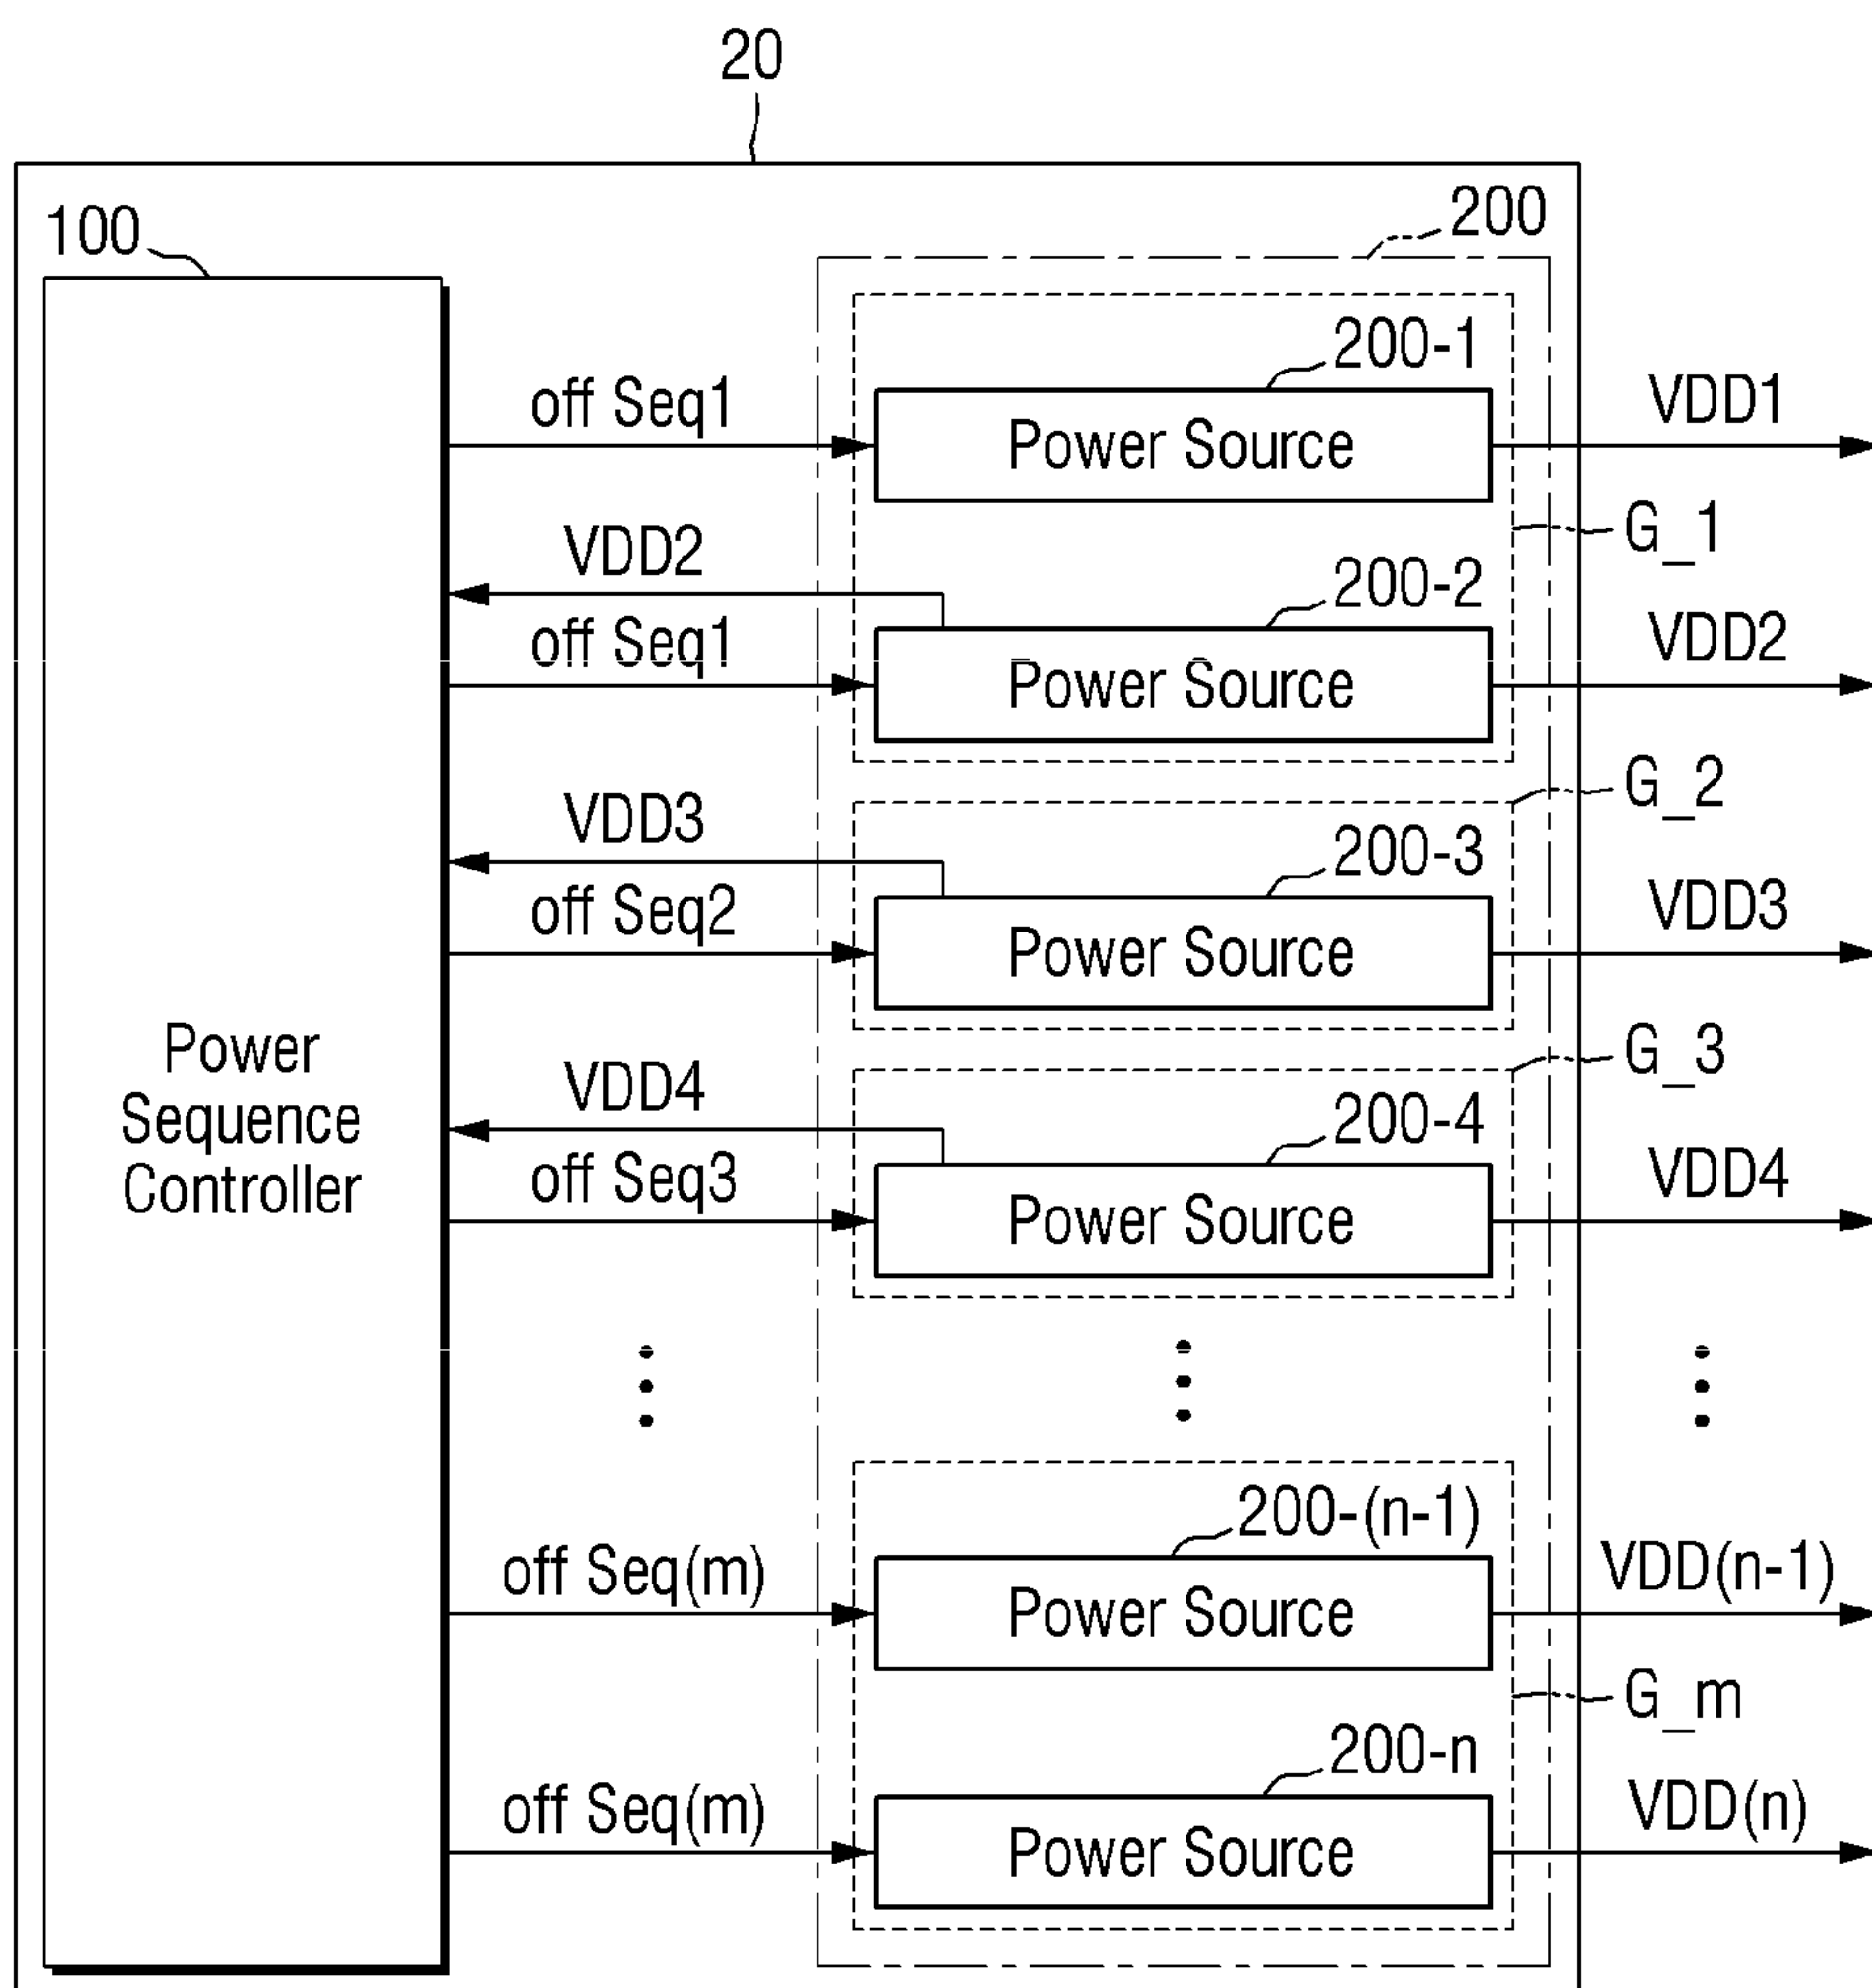 20
100
200
200-1
off Seq1
Power Source
VDD1
G_1
VDD2
200-2
off Seq1
Power Source
VDD2
G_2
VDD3
200-3
off Seq2
Power Source
VDD3
G_3
VDD4
200-4
off Seq3
Power Source
VDD4
Power
Sequence
Controller
200-(n-1)
off Seq(m)
Power Source
VDD(n-1)
G_m
200-n
off Seq(m)
Power Source
VDD(n)